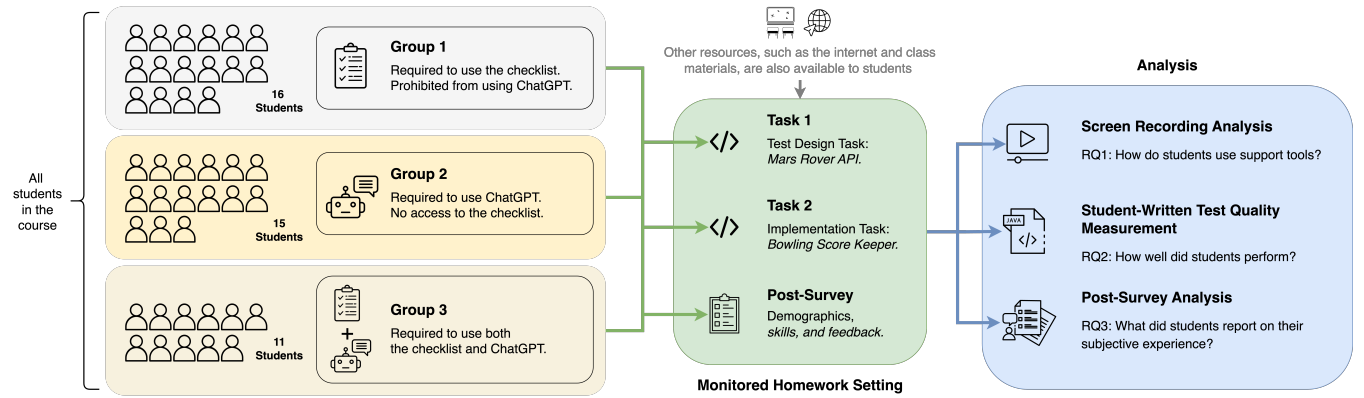 All
students
in the
course
16
Students
Group 1
Required to use the checklist.
Prohibited from using ChatGPT.
15
Students
Group 2
Required to use ChatGPT.
No access to the checklist.
11
Students
+
Group 3
Required to use both
the checklist and ChatGPT.
Other resources, such as the internet and class
materials, are also available to students
</>
Task 1
Test Design Task:
Mars Rover API.
</>
Task 2
Implementation Task:
Bowling Score Keeper.
Post-Survey
Demographics,
skills, and feedback.
Monitored Homework Setting
Analysis
Screen Recording Analysis
RQ1: How do students use support tools?
JAVA
</>
Student-Written Test Quality
Measurement
RQ2: How well did students perform?
Post-Survey Analysis
RQ3: What did students report on their
subjective experience?